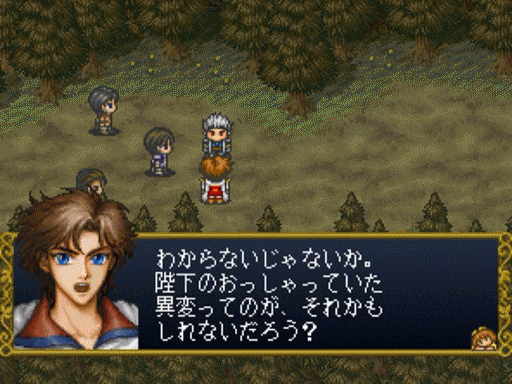 わからないじゃないか。
陛下のおっしゃっていた
異変ってのが、それかも
しれないだろう?